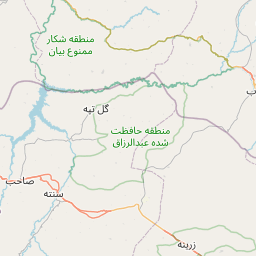 منطقه شکار
ممنوع بیان
گل تپه
منطقه حافظت
شده عبدالرزاق
صاحب
سنته
زرینه